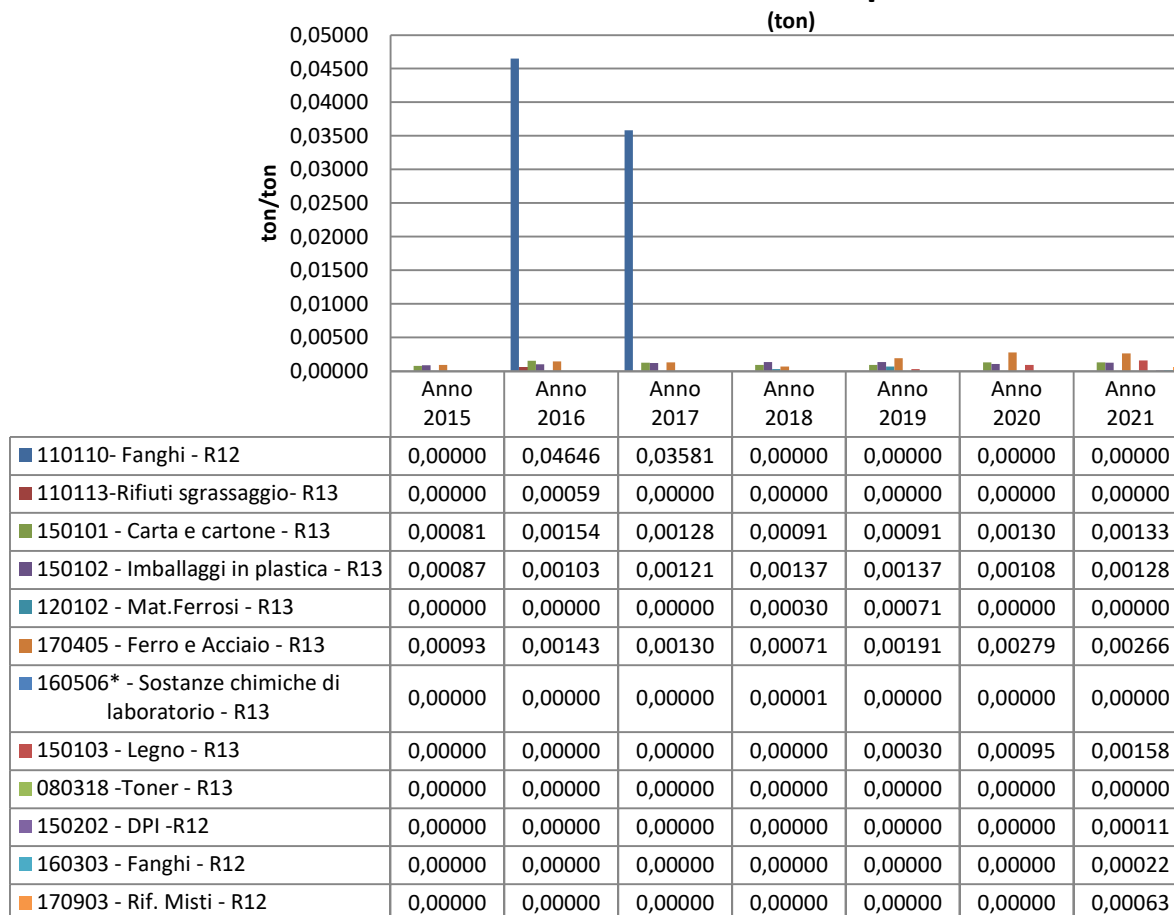 (ton)
0,05000
0,04500
0,04000
0,03500
0,03000
0,02500
0,02000
0,01500
0,01000
0,00500
0,00000
ton/ton
Anno 2015 Anno 2016 Anno 2017 Anno 2018 Anno 2019 Anno 2020 Anno 2021
110110- Fanghi - R12 0,00000 0,04646 0,03581 0,00000 0,00000 0,00000 0,00000
110113-Rifiuti sgrassaggio- R13 0,00000 0,00059 0,00000 0,00000 0,00000 0,00000 0,00000
150101 - Carta e cartone - R13 0,00081 0,00154 0,00128 0,00091 0,00091 0,00130 0,00133
150102 - Imballaggi in plastica - R13 0,00087 0,00103 0,00121 0,00137 0,00137 0,00108 0,00128
120102 - Mat.Ferrosi - R13 0,00000 0,00000 0,00000 0,00030 0,00071 0,00000 0,00000
170405 - Ferro e Acciaio - R13 0,00093 0,00143 0,00130 0,00071 0,00191 0,00279 0,00266
160506* - Sostanze chimiche di
laboratorio - R13 0,00000 0,00000 0,00000 0,00001 0,00000 0,00000 0,00000
150103 - Legno - R13 0,00000 0,00000 0,00000 0,00000 0,00030 0,00095 0,00158
080318 -Toner - R13 0,00000 0,00000 0,00000 0,00000 0,00000 0,00000 0,00000
150202 - DPI -R12 0,00000 0,00000 0,00000 0,00000 0,00000 0,00000 0,00011
160303 - Fanghi - R12 0,00000 0,00000 0,00000 0,00000 0,00000 0,00000 0,00022
170903 - Rif. Misti - R12 0,00000 0,00000 0,00000 0,00000 0,00000 0,00000 0,00063